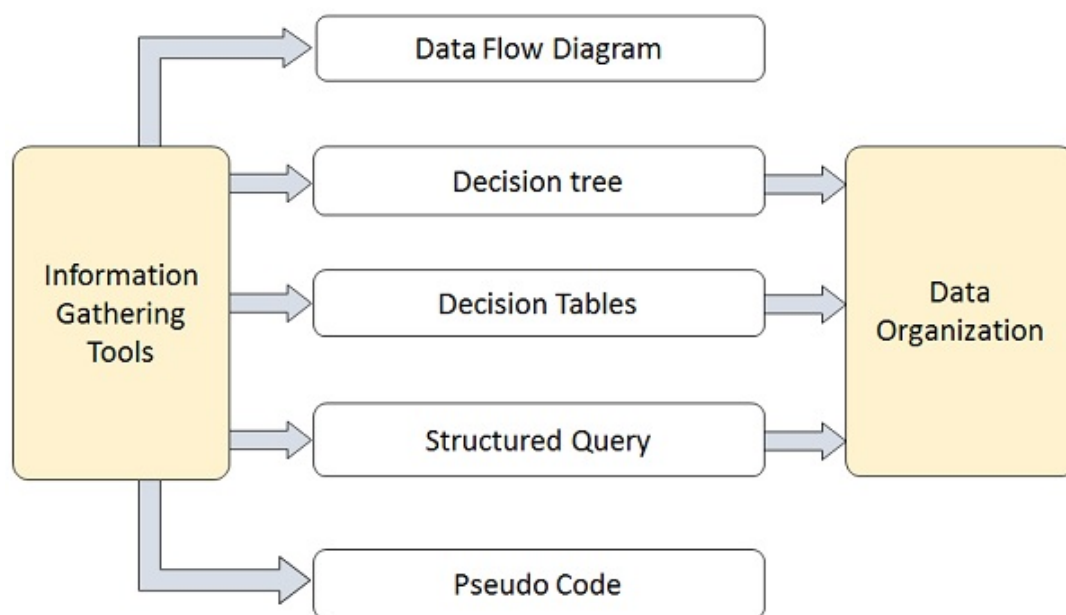 Data Flow Diagram
Decision tree
Information
Gathering
Tools
Decision Tables
Data
Organization
Structured Query
Pseudo Code